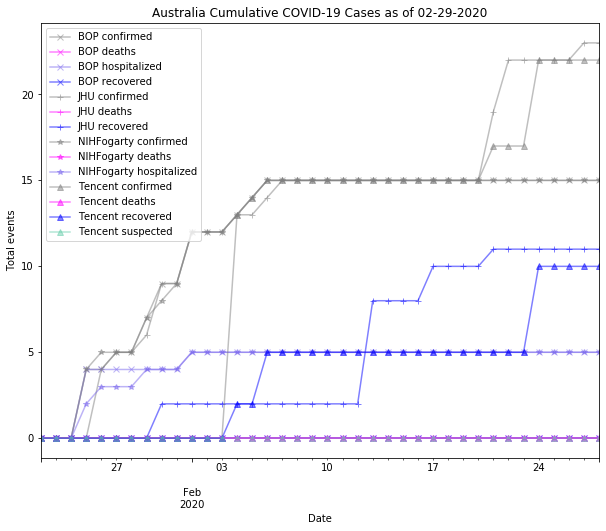 Australia Cumulative COVID-19 Cases as of 02-29-2020
BOP confirmed
BOP deaths
BOP hospitalized
BOP recovered
JHU confirmed
JHU deaths
JHU recovered
NIHFogarty confirmed
NIHFogarty deaths
NIHFogarty hospitalized
Tencent confirmed
Tencent deaths
Tencent recovered
Tencent suspected
Total events
20
15
10
5
0
27
03
10
17
24
Feb
2020
Date